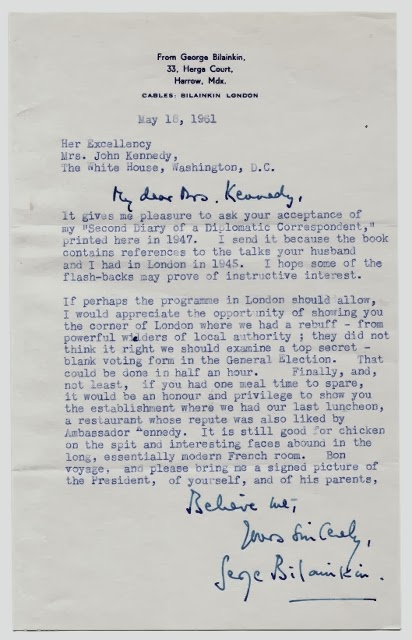 From George Bilainkin,
33, Herga Court,
Harrow, Mdx.
CABLES: BILAINKIN LONDON
May 18, 1961
Her Excellency
Mrs. John Kennedy,
The White House, Washington, D.C.
My dear Mrs. Kennedy,
It gives me pleasure to ask your acceptance of
my "Second Diary of a Diplomatic Correspondent,"
printed here in 1947. I send it because the book
contains references to the talks your husband
and I had in London in 1945. I hope some of the
flash-backs may prove of instructive interest.
If perhaps the programme in London should allow,
I would appreciate the opportunity of showing you
the corner of London where we had a rebuff - from
powerful wielders of local authority ; they did not
think it right we should examine a top secret -
blank voting form in the General Election. That
could be done in half an hour. Finally, and,
not least, if you had one meal time to spare,
it would be an honour and privilege to show you
the establishment where we had our last luncheon,
a restaurant whose repute was also liked by
Ambassador Kennedy. It is still good for chicken
on the spit and interesting faces abound in the
long, essentially modern French room. Bon
voyage, and please bring me a signed picture of
the President, of yourself, and of his parents,
Believe me,
Yours sincerely,
George Bilainkin.